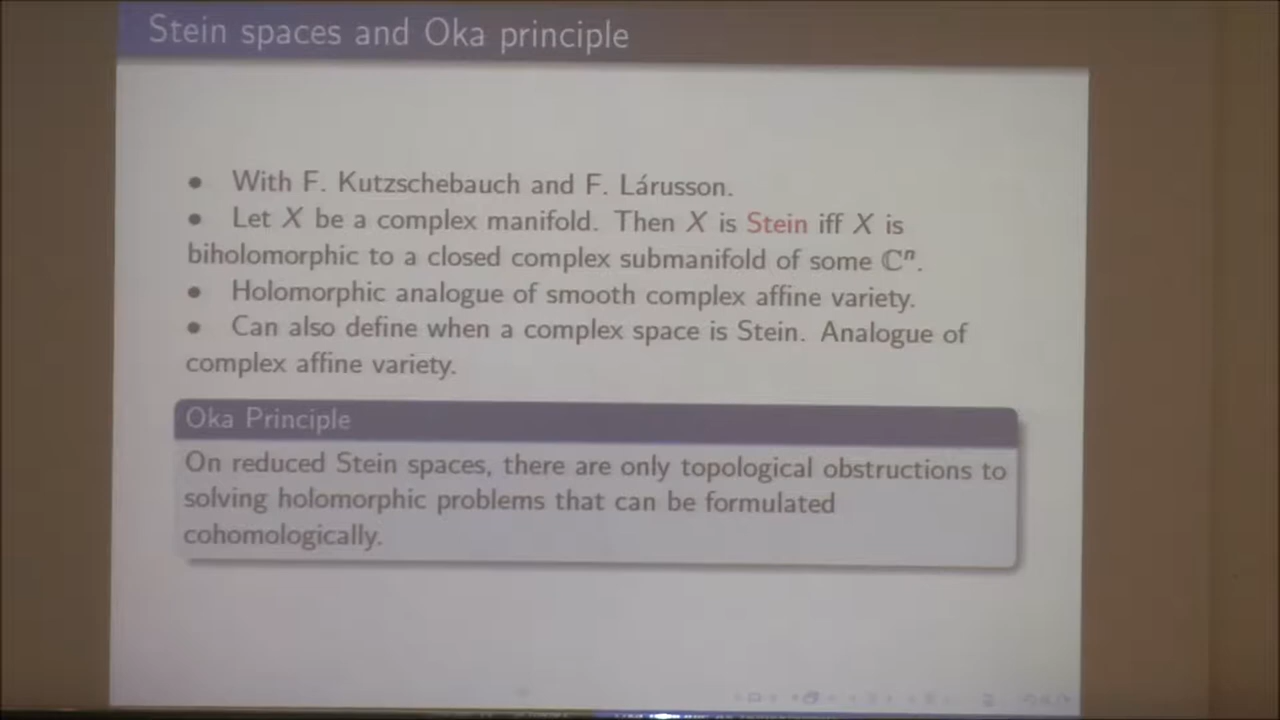 Stein spaces and Oka principle
• With F. Kutzschebauch and F. Lárusson.
• Let X be a complex manifold. Then X is Stein iff X is
biholomorphic to a closed complex submanifold of some ℂⁿ.
• Holomorphic analogue of smooth complex affine variety.
• Can also define when a complex space is Stein. Analogue of
complex affine variety.
Oka Principle
On reduced Stein spaces, there are only topological obstructions to
solving holomorphic problems that can be formulated
cohomologically.